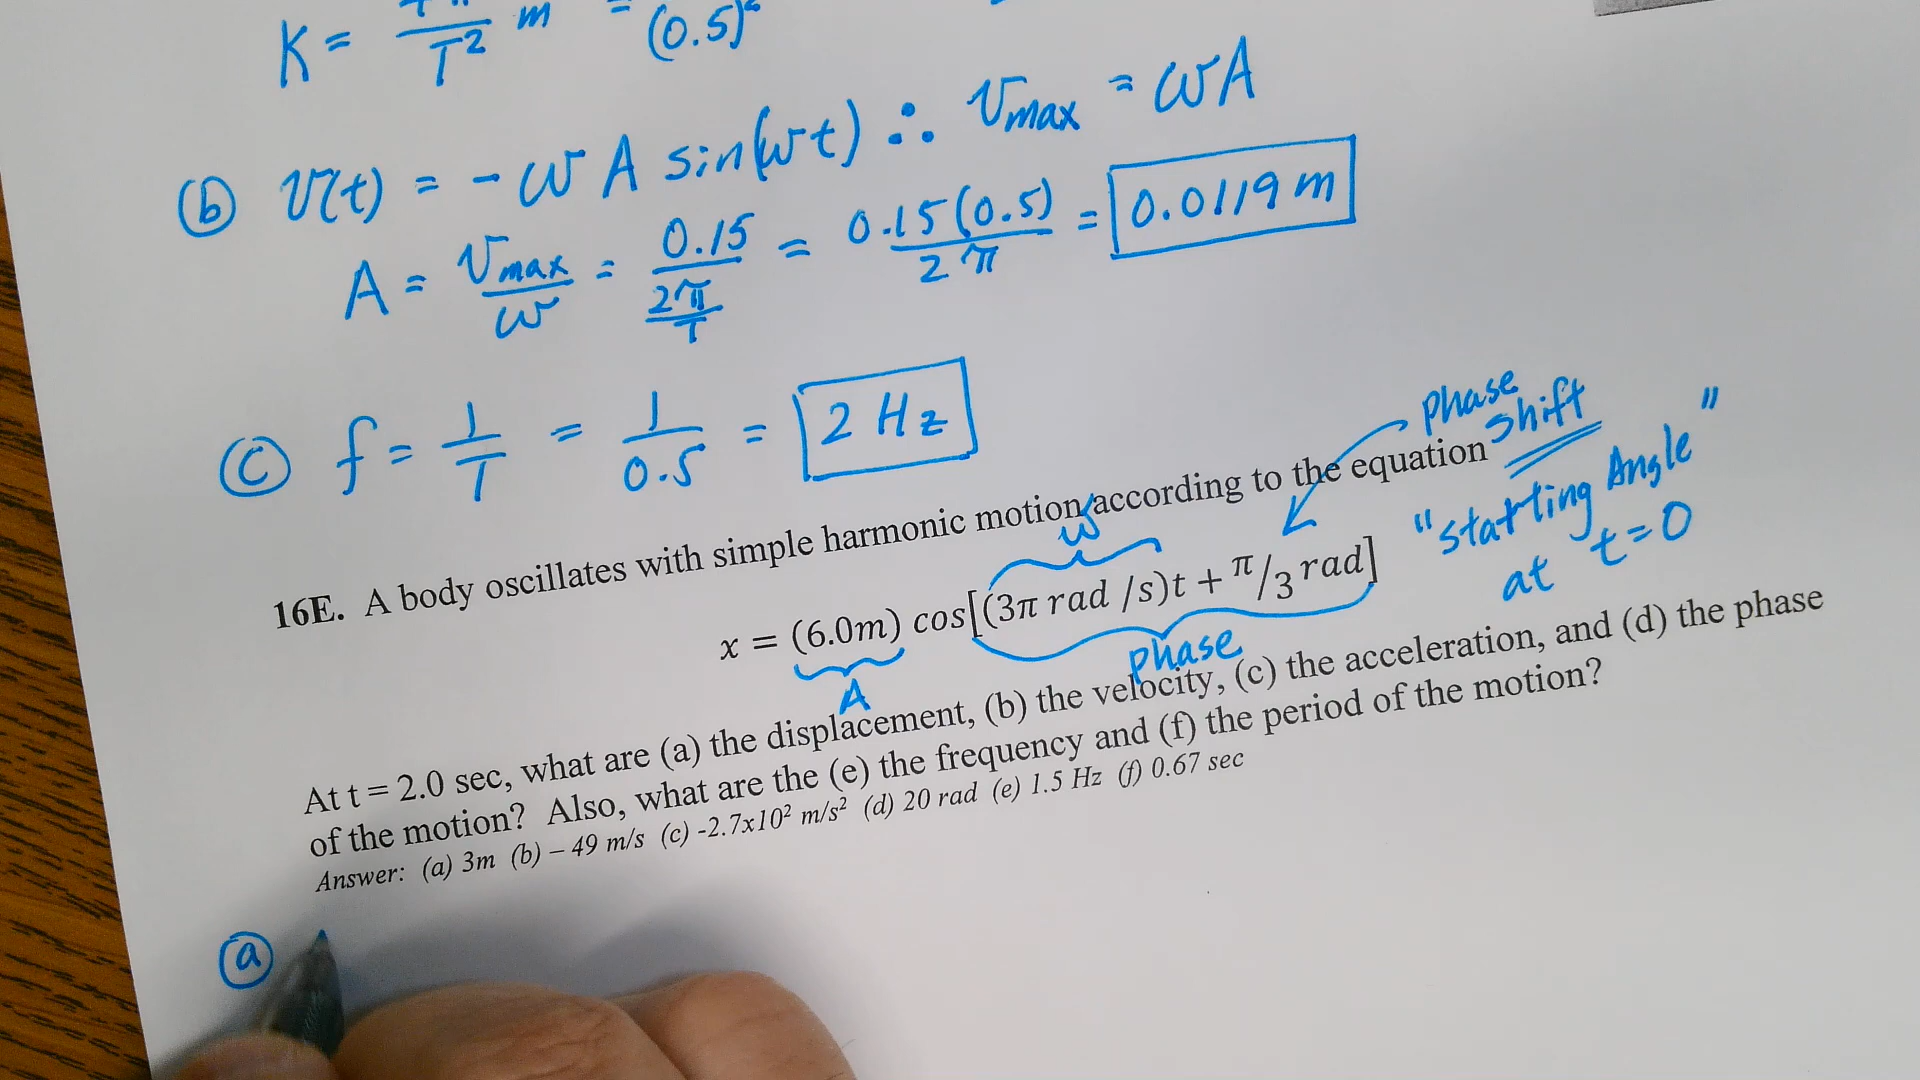 K = T² m = (0.5)²
(b) v(t) = - ω A sin(ωt) ∴ vmax = ωA
A = vmax/ω = 0.15/(2π/T) = 0.15(0.5)/2π = 0.0119 m
(c) f = 1/T = 1/0.5 = 2 Hz
phase
shift
16E. A body oscillates with simple harmonic motion according to the equation
"starting Angle"
at t=0
ω
x = (6.0m) cos[(3π rad /s)t + π/3 rad]
A
phase
At t = 2.0 sec, what are (a) the displacement, (b) the velocity, (c) the acceleration, and (d) the phase
of the motion? Also, what are the (e) the frequency and (f) the period of the motion?
Answer: (a) 3m (b) – 49 m/s (c) -2.7x10² m/s² (d) 20 rad (e) 1.5 Hz (f) 0.67 sec
(a)